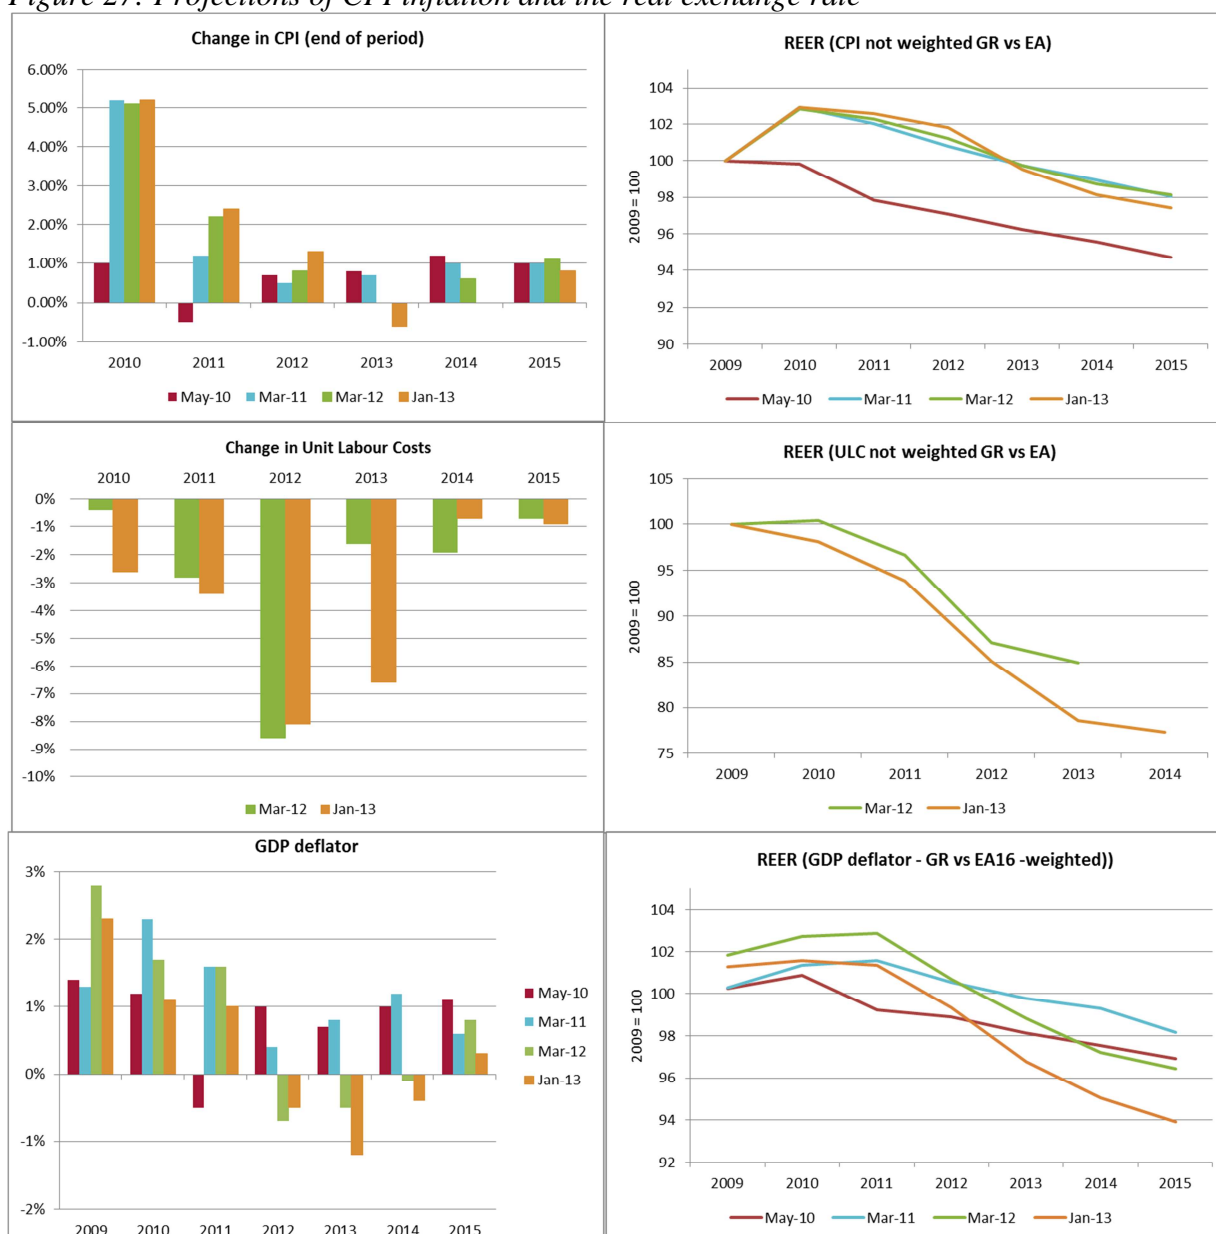 Figure 27: Projections of CPI inflation and the real exchange rate
Change in CPI (end of period)
6.00%
5.00%
4.00%
3.00%
2.00%
1.00%
0.00%
-1.00%
2010 2011 2012 2013 2014 2015
May-10 Mar-11 Mar-12 Jan-13
REER (CPI not weighted GR vs EA)
2009 = 100
104
102
100
98
96
94
92
90
2009 2010 2011 2012 2013 2014 2015
May-10 Mar-11 Mar-12 Jan-13
Change in Unit Labour Costs
2010 2011 2012 2013 2014 2015
0%
-1%
-2%
-3%
-4%
-5%
-6%
-7%
-8%
-9%
-10%
Mar-12 Jan-13
REER (ULC not weighted GR vs EA)
2009 = 100
105
100
95
90
85
80
75
2009 2010 2011 2012 2013 2014
Mar-12 Jan-13
GDP deflator
3%
2%
1%
0%
-1%
-2%
2009 2010 2011 2012 2013 2014 2015
May-10
Mar-11
Mar-12
Jan-13
REER (GDP deflator - GR vs EA16 -weighted))
2009 = 100
104
102
100
98
96
94
92
2009 2010 2011 2012 2013 2014 2015
May-10 Mar-11 Mar-12 Jan-13